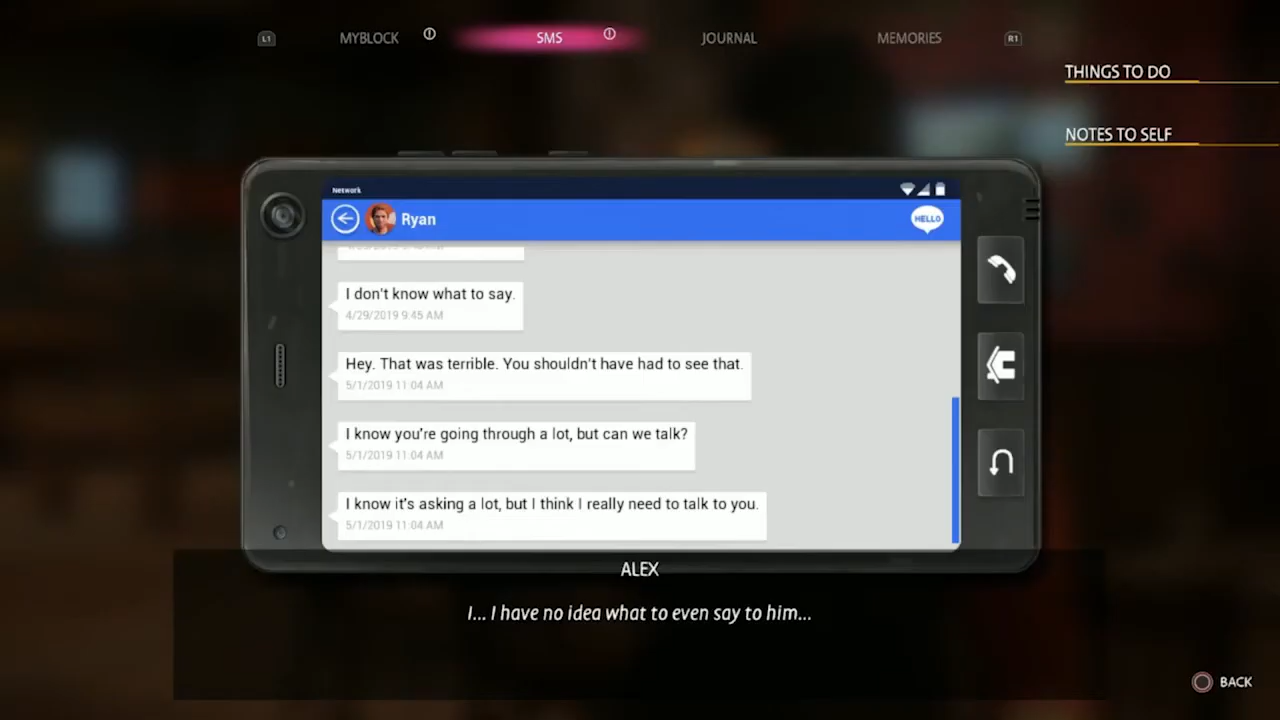 L1
MYBLOCK
SMS
JOURNAL
MEMORIES
R1
THINGS TO DO
NOTES TO SELF
Network
Ryan
HELLO
I don't know what to say.
4/29/2019 9:45 AM
Hey. That was terrible. You shouldn't have had to see that.
5/1/2019 11:04 AM
I know you're going through a lot, but can we talk?
5/1/2019 11:04 AM
I know it's asking a lot, but I think I really need to talk to you.
5/1/2019 11:04 AM
ALEX
I... I have no idea what to even say to him...
BACK